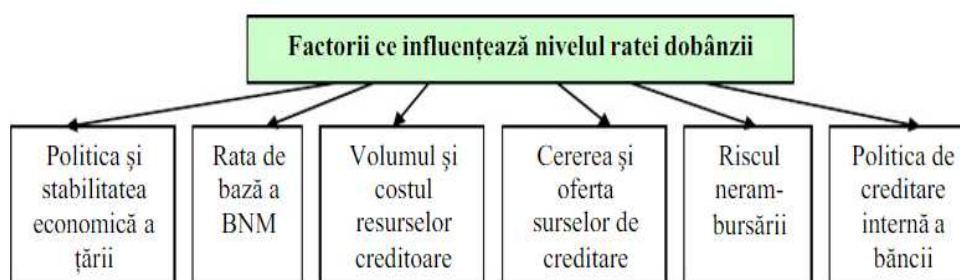 Factorii ce influențează nivelul ratei dobânzii
Politica și
stabilitatea
economică a
țării
Rata de
bază a
BNM
Volumul și
costul
resurselor
creditoare
Cererea și
oferta
surselor de
creditare
Riscul
neram-
bursării
Politica de
creditare
internă a
băncii